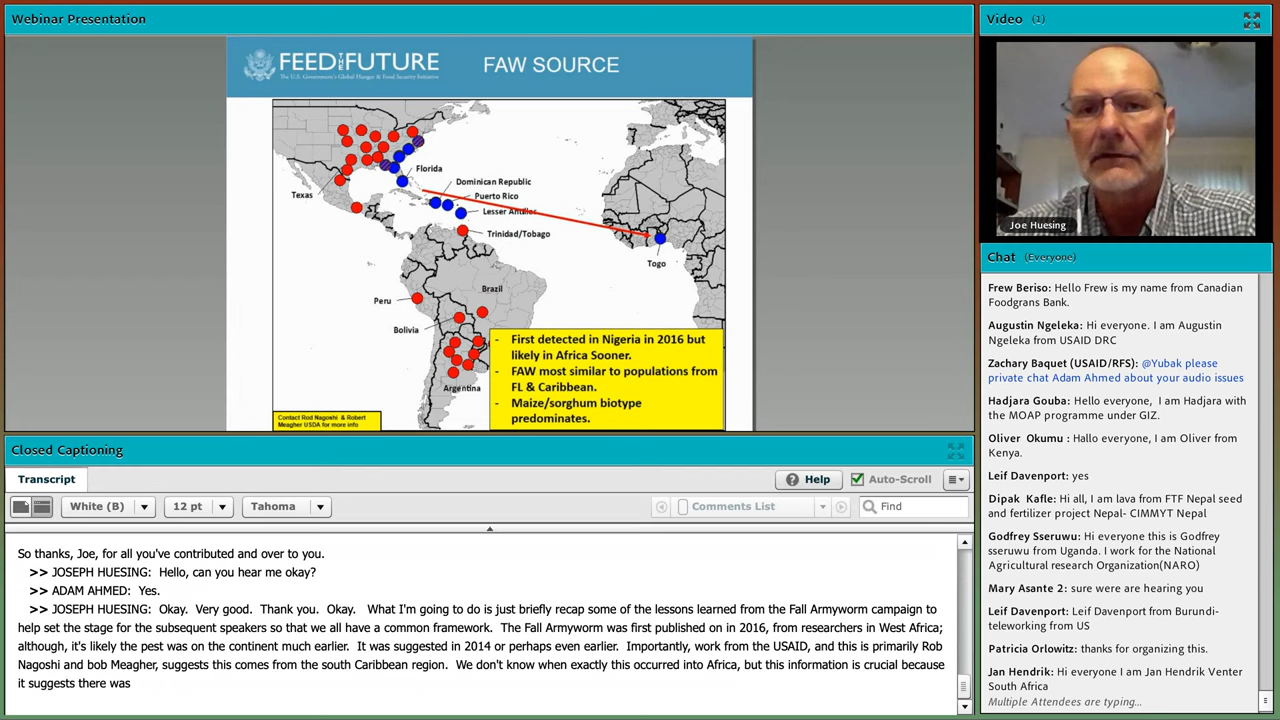 Webinar Presentation
FEED THE FUTURE
The U.S. Government's Global Hunger & Food Security Initiative
FAW SOURCE
Florida
Dominican Republic
Texas
Puerto Rico
Lesser Antilles
Trinidad/Tobago
Togo
Brazil
Peru
Bolivia
Argentina
- First detected in Nigeria in 2016 but
likely in Africa Sooner.
- FAW most similar to populations from
FL & Caribbean.
- Maize/sorghum biotype
predominates.
Contact Rod Nagoshi & Robert
Meagher USDA for more info
Video (1)
Joe Huesing
Chat (Everyone)
Frew Beriso: Hello Frew is my name from Canadian
Foodgrans Bank.
Augustin Ngeleka: Hi everyone. I am Augustin
Ngeleka from USAID DRC
Zachary Baquet (USAID/RFS): @Yubak please
private chat Adam Ahmed about your audio issues
Hadjara Gouba: Hello everyone, I am Hadjara with
the MOAP programme under GIZ.
Oliver Okumu : Hallo everyone, I am Oliver from
Kenya.
Leif Davenport: yes
Dipak Kafle: Hi all, I am lava from FTF Nepal seed
and fertilizer project Nepal- CIMMYT Nepal
Godfrey Sseruwu: Hi everyone this is Godfrey
sseruwu from Uganda. I work for the National
Agricultural research Organization(NARO)
Mary Asante 2: sure were are hearing you
Leif Davenport: Leif Davenport from Burundi-
teleworking from US
Patricia Orlowitz: thanks for organizing this.
Jan Hendrik: Hi everyone I am Jan Hendrik Venter
South Africa
Multiple Attendees are typing...
Closed Captioning
Transcript
Help
Auto-Scroll
White (B)
12 pt
Tahoma
Comments List
Find
So thanks, Joe, for all you've contributed and over to you.
>> JOSEPH HUESING: Hello, can you hear me okay?
>> ADAM AHMED: Yes.
>> JOSEPH HUESING: Okay. Very good. Thank you. Okay. What I'm going to do is just briefly recap some of the lessons learned from the Fall Armyworm campaign to
help set the stage for the subsequent speakers so that we all have a common framework. The Fall Armyworm was first published on in 2016, from researchers in West Africa;
although, it's likely the pest was on the continent much earlier. It was suggested in 2014 or perhaps even earlier. Importantly, work from the USAID, and this is primarily Rob
Nagoshi and bob Meagher, suggests this comes from the south Caribbean region. We don't know when exactly this occurred into Africa, but this information is crucial because
it suggests there was